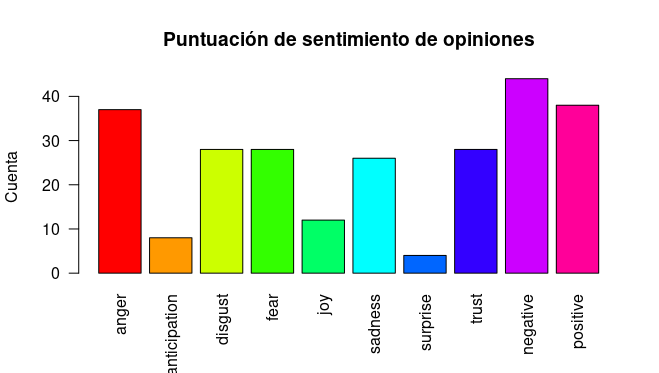 Puntuación de sentimiento de opiniones
Cuenta
40
30
20
10
0
anger
anticipation
disgust
fear
joy
sadness
surprise
trust
negative
positive